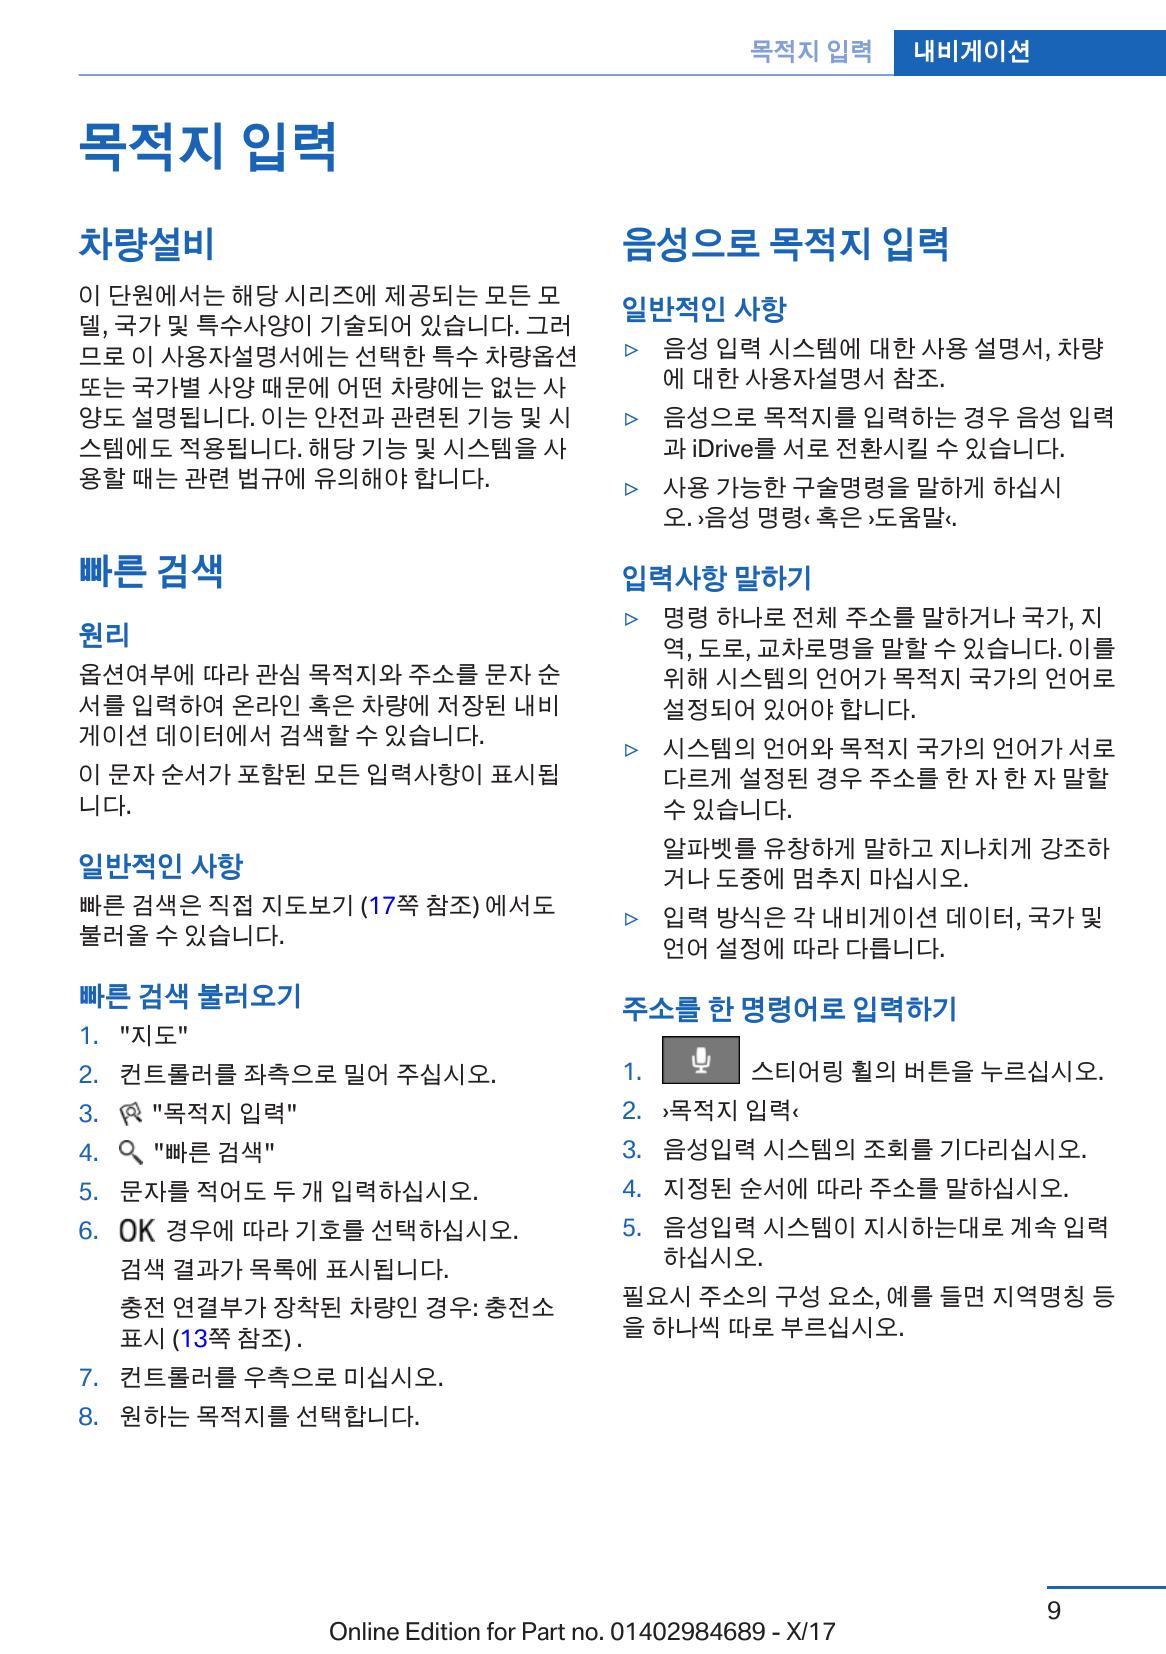 목적지 입력 내비게이션
목적지 입력
차량설비
이 단원에서는 해당 시리즈에 제공되는 모든 모
델, 국가 및 특수사양이 기술되어 있습니다. 그러
므로 이 사용자설명서에는 선택한 특수 차량옵션
또는 국가별 사양 때문에 어떤 차량에는 없는 사
양도 설명됩니다. 이는 안전과 관련된 기능 및 시
스템에도 적용됩니다. 해당 기능 및 시스템을 사
용할 때는 관련 법규에 유의해야 합니다.
빠른 검색
원리
옵션여부에 따라 관심 목적지와 주소를 문자 순
서를 입력하여 온라인 혹은 차량에 저장된 내비
게이션 데이터에서 검색할 수 있습니다.
이 문자 순서가 포함된 모든 입력사항이 표시됩
니다.
일반적인 사항
빠른 검색은 직접 지도보기 (17쪽 참조) 에서도
불러올 수 있습니다.
빠른 검색 불러오기
1. "지도"
2. 컨트롤러를 좌측으로 밀어 주십시오.
3. "목적지 입력"
4. "빠른 검색"
5. 문자를 적어도 두 개 입력하십시오.
6. OK 경우에 따라 기호를 선택하십시오.
검색 결과가 목록에 표시됩니다.
충전 연결부가 장착된 차량인 경우: 충전소
표시 (13쪽 참조) .
7. 컨트롤러를 우측으로 미십시오.
8. 원하는 목적지를 선택합니다.
음성으로 목적지 입력
일반적인 사항
▷ 음성 입력 시스템에 대한 사용 설명서, 차량
에 대한 사용자설명서 참조.
▷ 음성으로 목적지를 입력하는 경우 음성 입력
과 iDrive를 서로 전환시킬 수 있습니다.
▷ 사용 가능한 구술명령을 말하게 하십시
오. ›음성 명령‹ 혹은 ›도움말‹.
입력사항 말하기
▷ 명령 하나로 전체 주소를 말하거나 국가, 지
역, 도로, 교차로명을 말할 수 있습니다. 이를
위해 시스템의 언어가 목적지 국가의 언어로
설정되어 있어야 합니다.
▷ 시스템의 언어와 목적지 국가의 언어가 서로
다르게 설정된 경우 주소를 한 자 한 자 말할
수 있습니다.
알파벳를 유창하게 말하고 지나치게 강조하
거나 도중에 멈추지 마십시오.
▷ 입력 방식은 각 내비게이션 데이터, 국가 및
언어 설정에 따라 다릅니다.
주소를 한 명령어로 입력하기
1. 스티어링 휠의 버튼을 누르십시오.
2. ›목적지 입력‹
3. 음성입력 시스템의 조회를 기다리십시오.
4. 지정된 순서에 따라 주소를 말하십시오.
5. 음성입력 시스템이 지시하는대로 계속 입력
하십시오.
필요시 주소의 구성 요소, 예를 들면 지역명칭 등
을 하나씩 따로 부르십시오.
9
Online Edition for Part no. 01402984689 - X/17